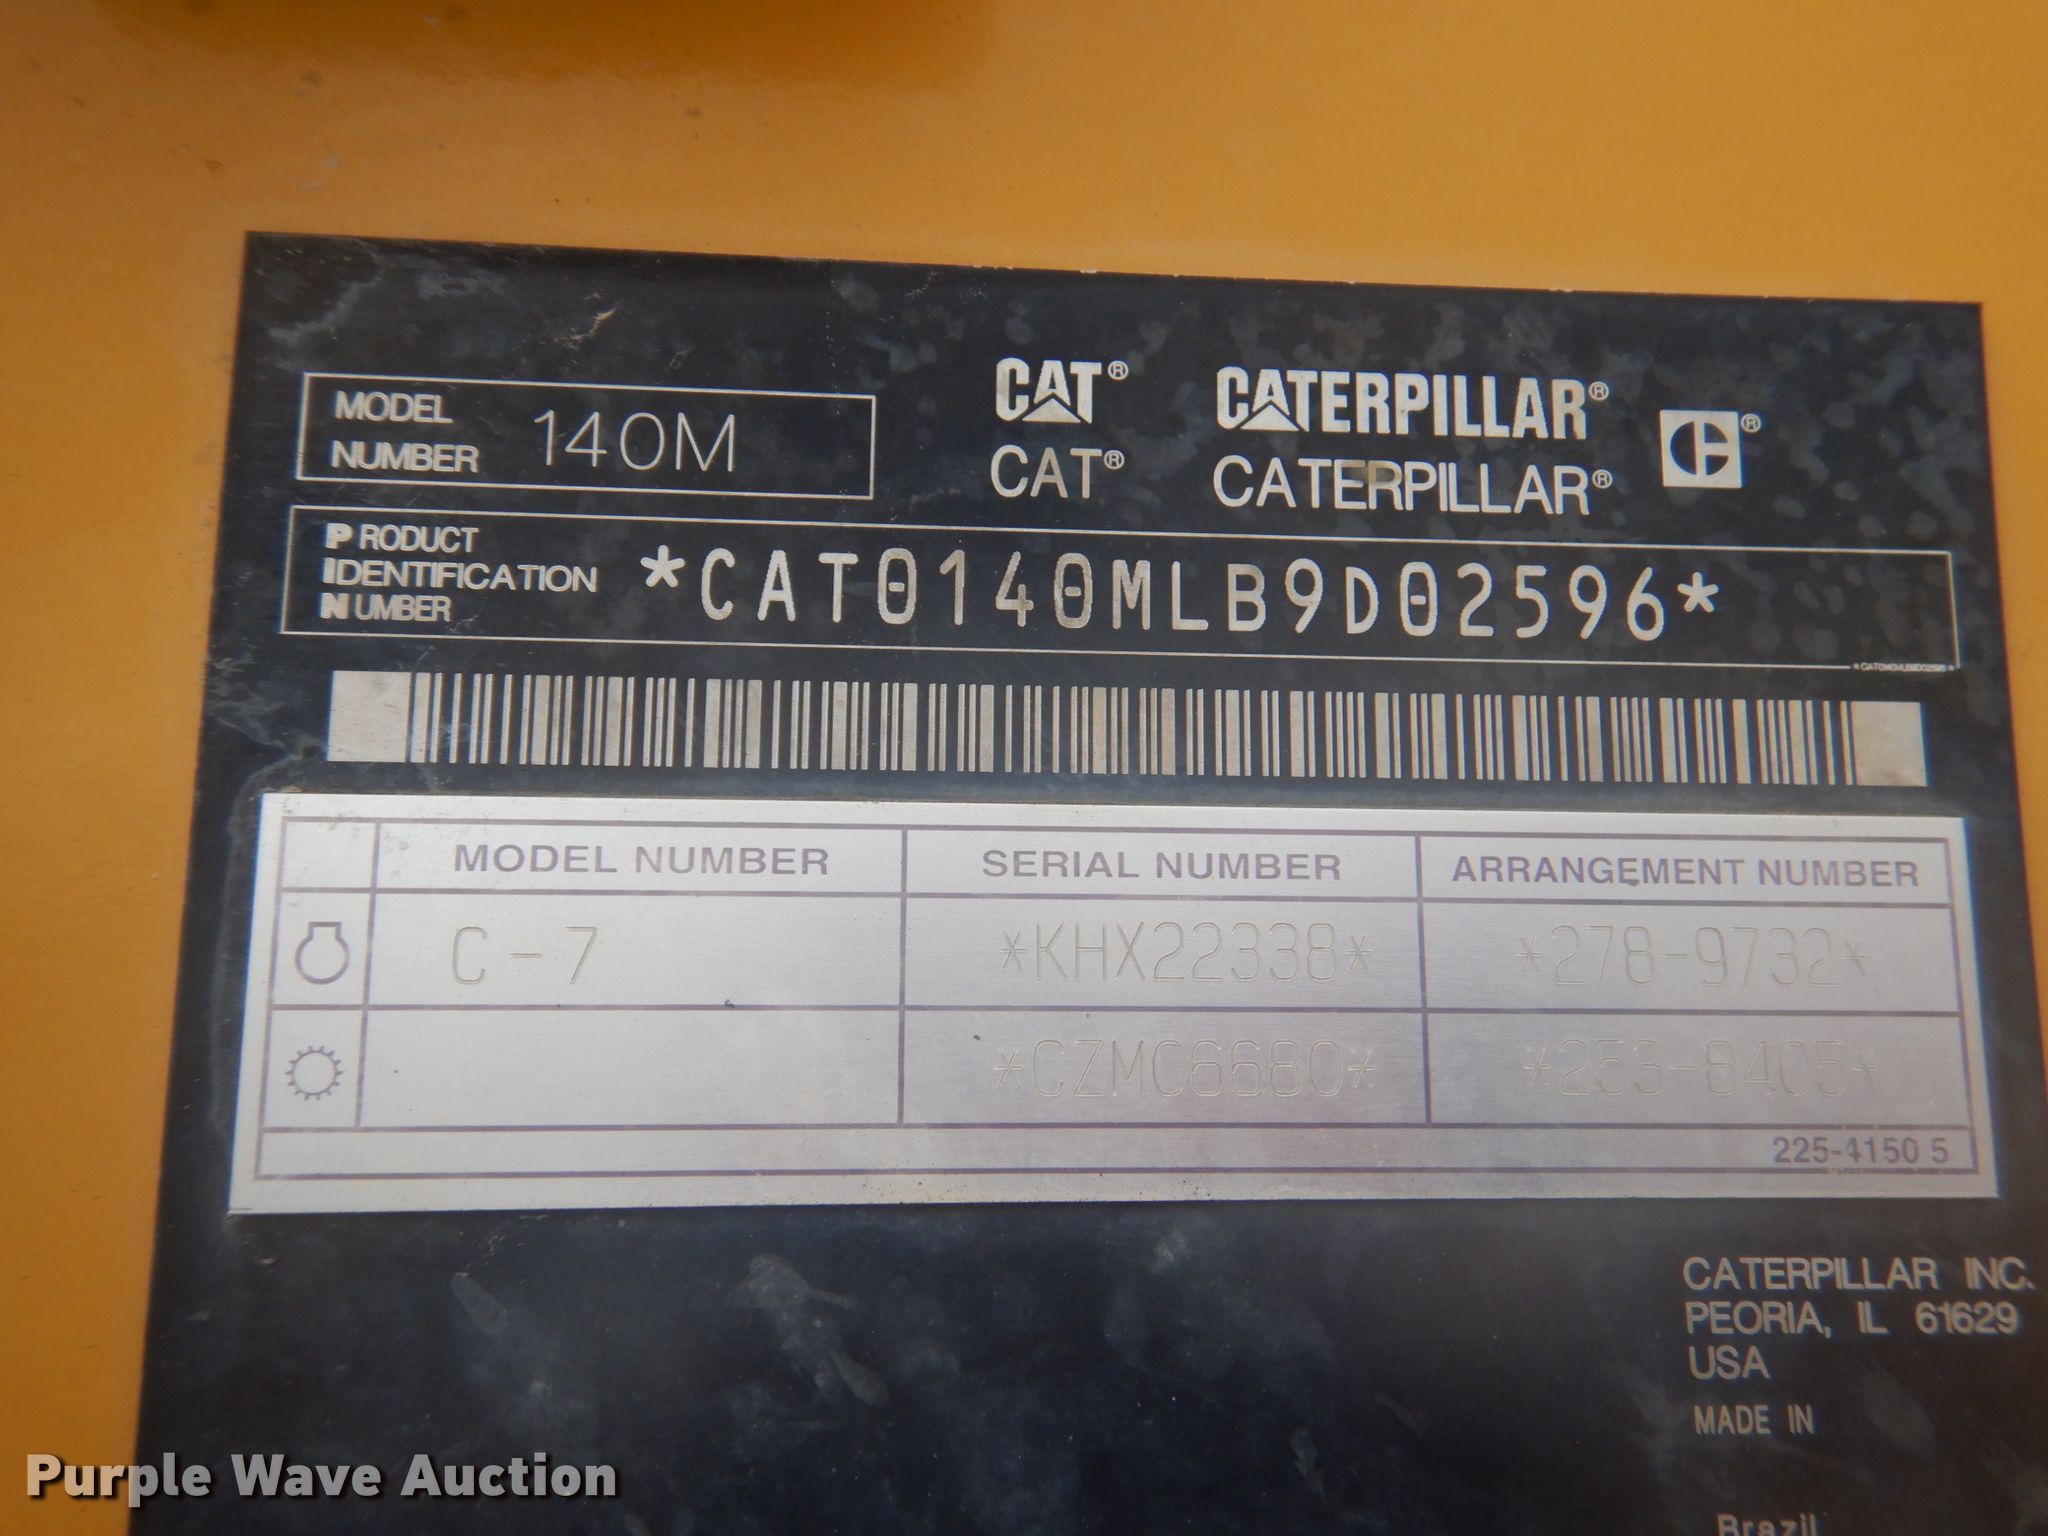 MODEL NUMBER 140M
CAT® CATERPILLAR®
CAT® CATERPILLAR®
PRODUCT IDENTIFICATION NUMBER *CAT0140MLB9D02596*
MODEL NUMBER SERIAL NUMBER ARRANGEMENT NUMBER
C-7 *KHX22338* *278-9732*
*CZM06680* *253-8405*
225-4150 5
CATERPILLAR INC.
PEORIA, IL 61629
USA
MADE IN
Brazil
Purple Wave Auction